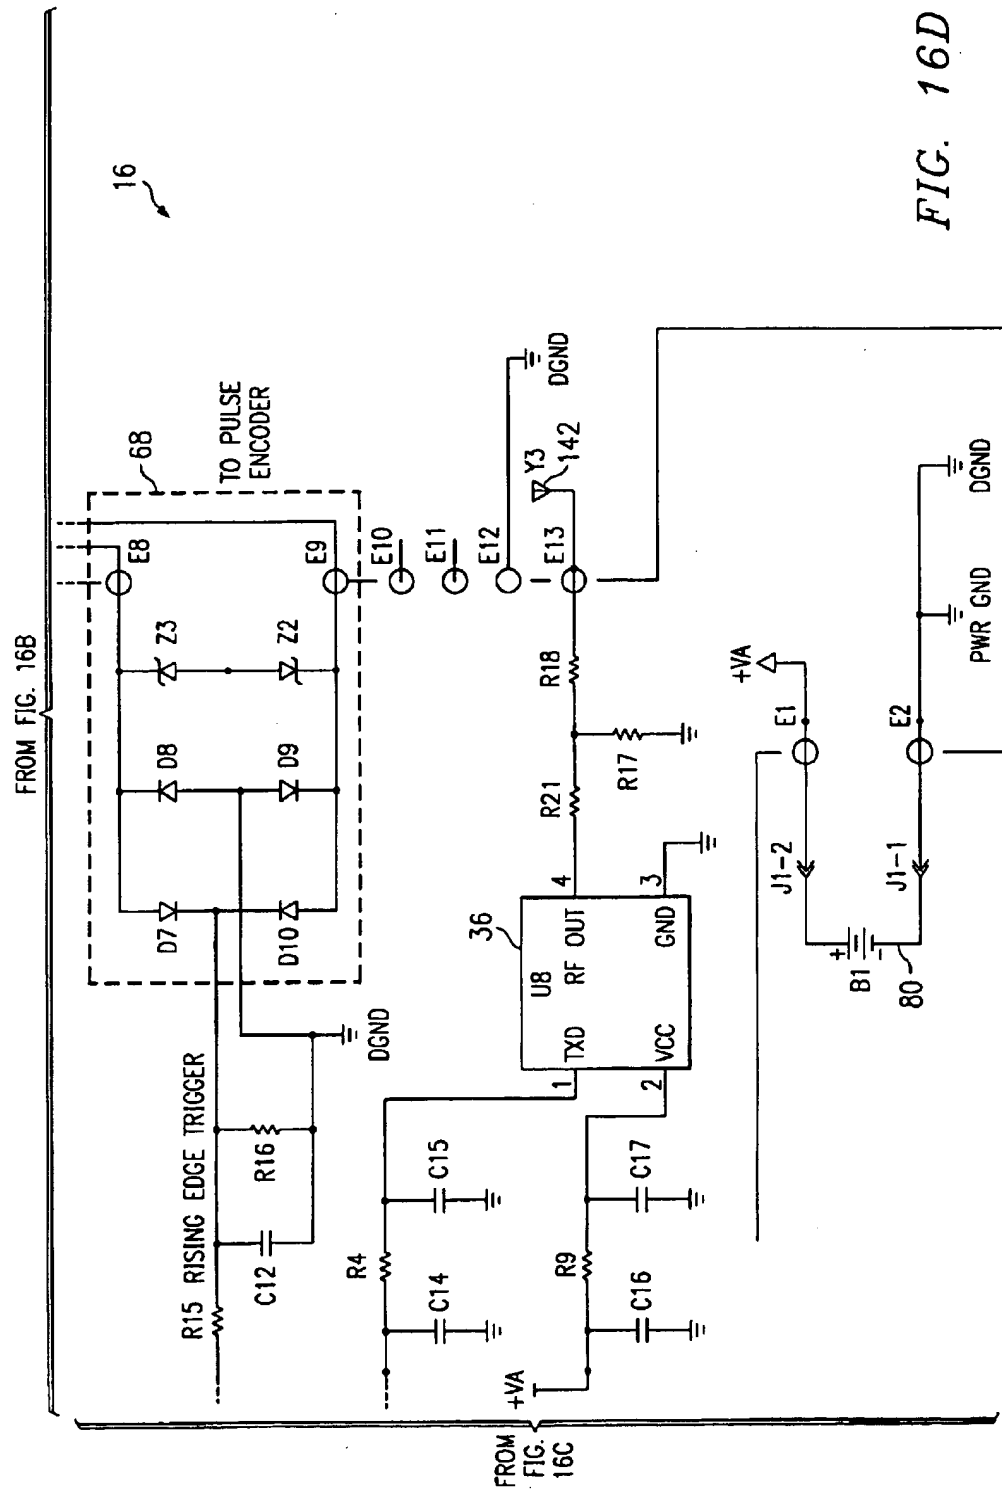 FROM FIG. 16B
16
68
TO PULSE
ENCODER
E8
E9
Z3
Z2
D8
D9
D7
D10
E10
E11
E12
E13
DGND
Y3
142
R15
RISING EDGE TRIGGER
C12
R16
DGND
R18
R17
R21
R4
C14
C15
36
U8
TXD
RF OUT
VCC
GND
1
2
3
4
R9
C16
C17
+VA
FROM
FIG.
16C
+VA
E1
E2
PWR GND
DGND
J1-2
J1-1
+
B1
-
80
FIG. 16D